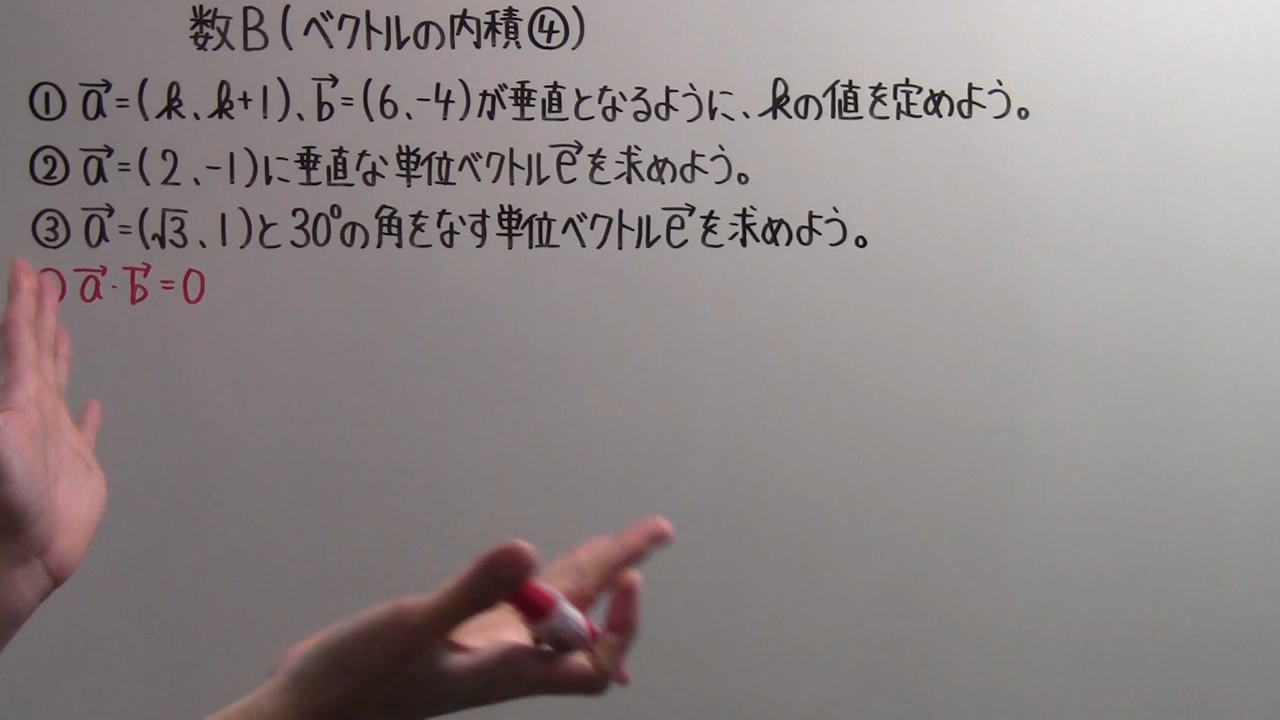 数B(ベクトルの内積④)
① a⃗=(k、k+1)、b⃗=(6、-4)が垂直となるように、kの値を定めよう。
② a⃗=(2、-1)に垂直な単位ベクトルe⃗を求めよう。
③ a⃗=(√3、1)と30°の角をなす単位ベクトルe⃗を求めよう。
a⃗・b⃗=0